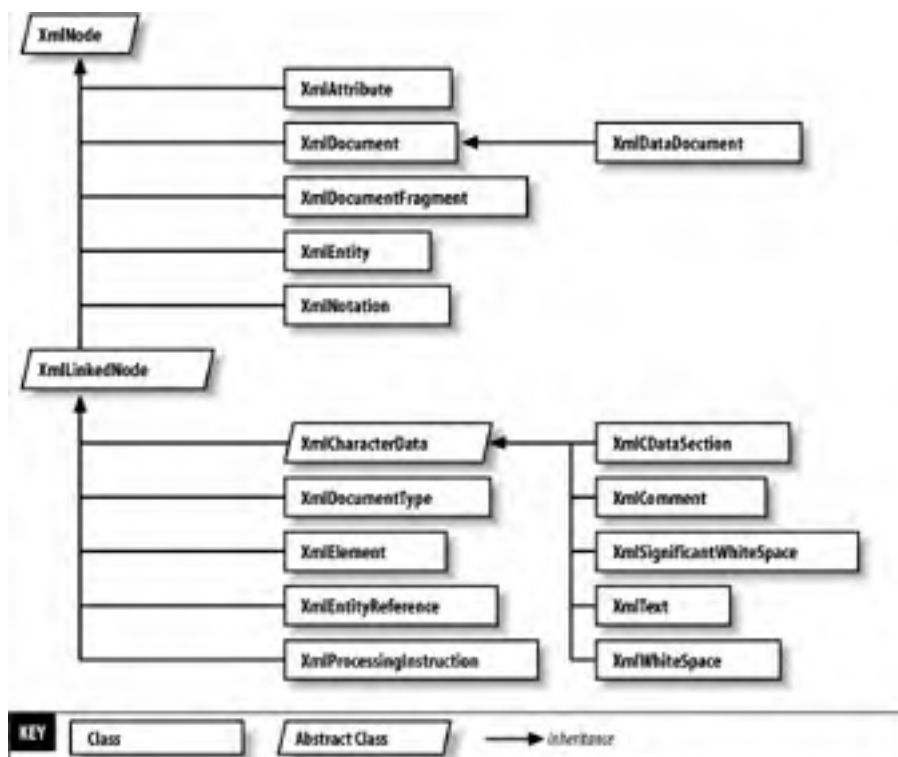 XmlNode
XmlAttribute
XmlDocument
XmlDataDocument
XmlDocumentFragment
XmlEntity
XmlNotation
XmlLinkedNode
XmlCharacterData
XmlCDataSection
XmlDocumentType
XmlComment
XmlElement
XmlSignificantWhiteSpace
XmlEntityReference
XmlText
XmlProcessingInstruction
XmlWhiteSpace
KEY
Class
Abstract Class
inheritance